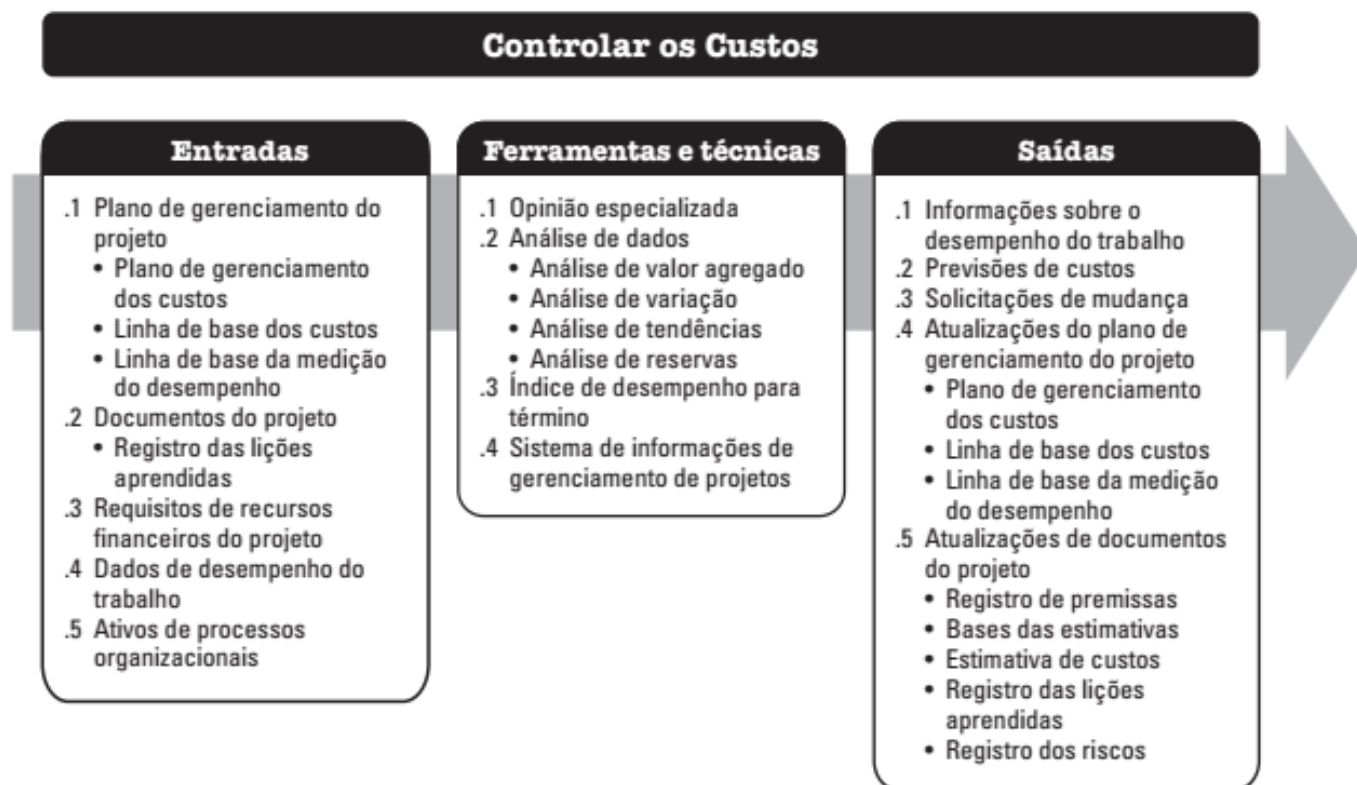 Controlar os Custos
Entradas
.1 Plano de gerenciamento do
projeto
• Plano de gerenciamento
dos custos
• Linha de base dos custos
• Linha de base da medição
do desempenho
.2 Documentos do projeto
• Registro das lições
aprendidas
.3 Requisitos de recursos
financeiros do projeto
.4 Dados de desempenho do
trabalho
.5 Ativos de processos
organizacionais
Ferramentas e técnicas
.1 Opinião especializada
.2 Análise de dados
• Análise de valor agregado
• Análise de variação
• Análise de tendências
• Análise de reservas
.3 Índice de desempenho para
término
.4 Sistema de informações de
gerenciamento de projetos
Saídas
.1 Informações sobre o
desempenho do trabalho
.2 Previsões de custos
.3 Solicitações de mudança
.4 Atualizações do plano de
gerenciamento do projeto
• Plano de gerenciamento
dos custos
• Linha de base dos custos
• Linha de base da medição
do desempenho
.5 Atualizações de documentos
do projeto
• Registro de premissas
• Bases das estimativas
• Estimativa de custos
• Registro das lições
aprendidas
• Registro dos riscos